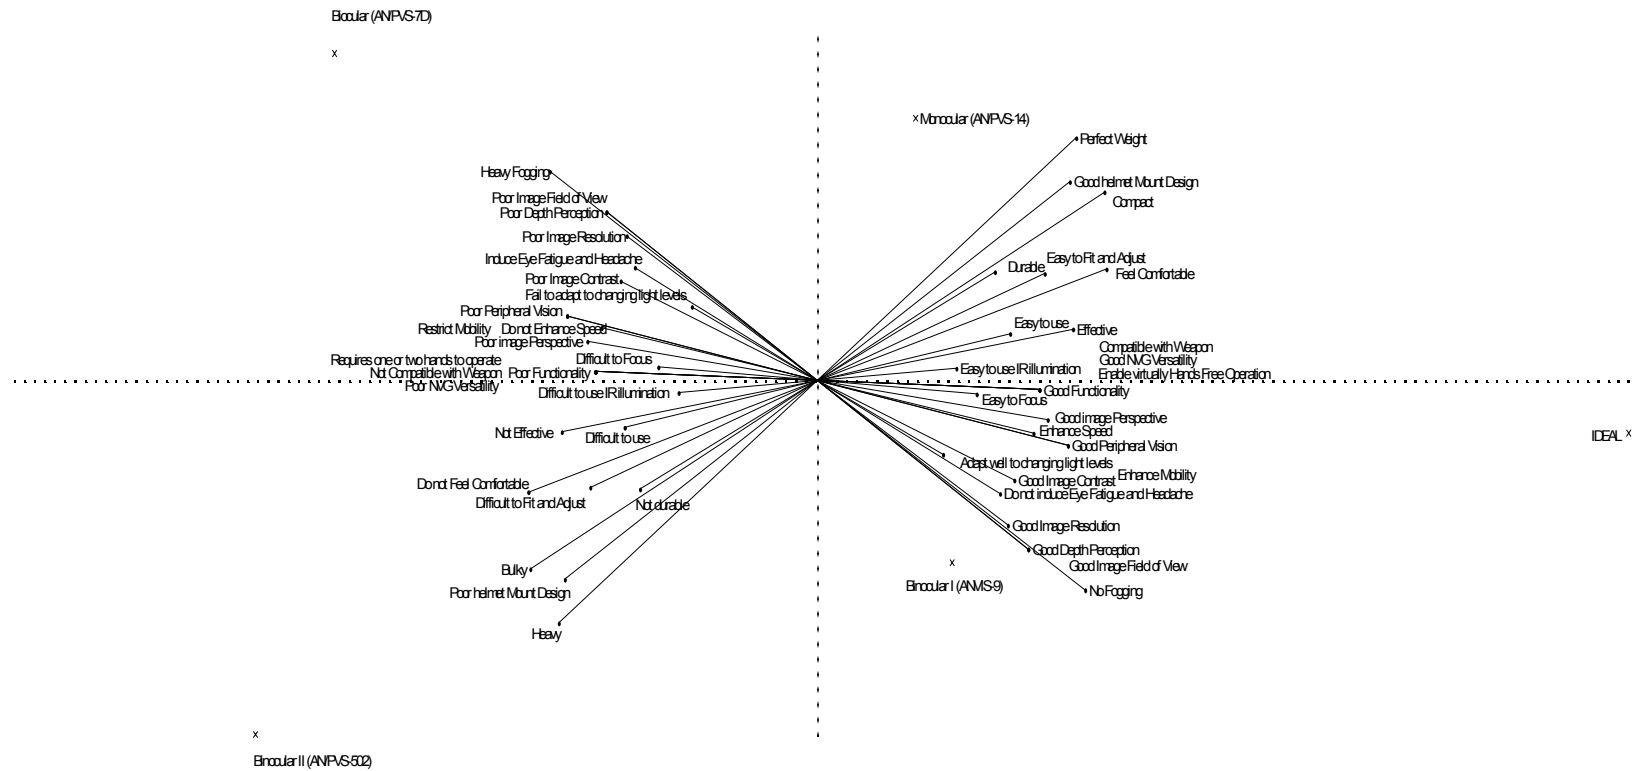 Biocular (AN/PVS-7D)
x
x Monocular (AN/PVS-14)
Perfect Weight
Heavy Fogging
Good helmet Mount Design
Poor Image Field of View
Compact
Poor Depth Perception
Poor Image Resolution
Induce Eye Fatigue and Headache
Easy to Fit and Adjust
Durable
Feel Comfortable
Poor Image Contrast
Fail to adapt to changing light levels
Poor Peripheral Vision
Easy to use
Effective
Restrict Mobility Do not Enhance Speed
Poor image Perspective
Compatible with Weapon
Requires one or two hands to operate
Difficult to Focus
Good NVG Versatility
Easy to use IR illumination
Not Compatible with Weapon Poor Functionality
Enable virtually Hands Free Operation
Poor NVG Versatility
Difficult to use IR illumination
Good Functionality
Easy to Focus
Good image Perspective
Not Effective
Difficult to use
Enhance Speed
IDEAL x
Good Peripheral Vision
Adapt well to changing light levels
Enhance Mobility
Do not Feel Comfortable
Good Image Contrast
Do not induce Eye Fatigue and Headache
Difficult to Fit and Adjust
Not durable
Good Image Resolution
Good Depth Perception
Bulky
x
Good Image Field of View
Binocular I (AN/VIS-9)
No Fogging
Poor helmet Mount Design
Heavy
x
Binocular II (AN/PVS-502)